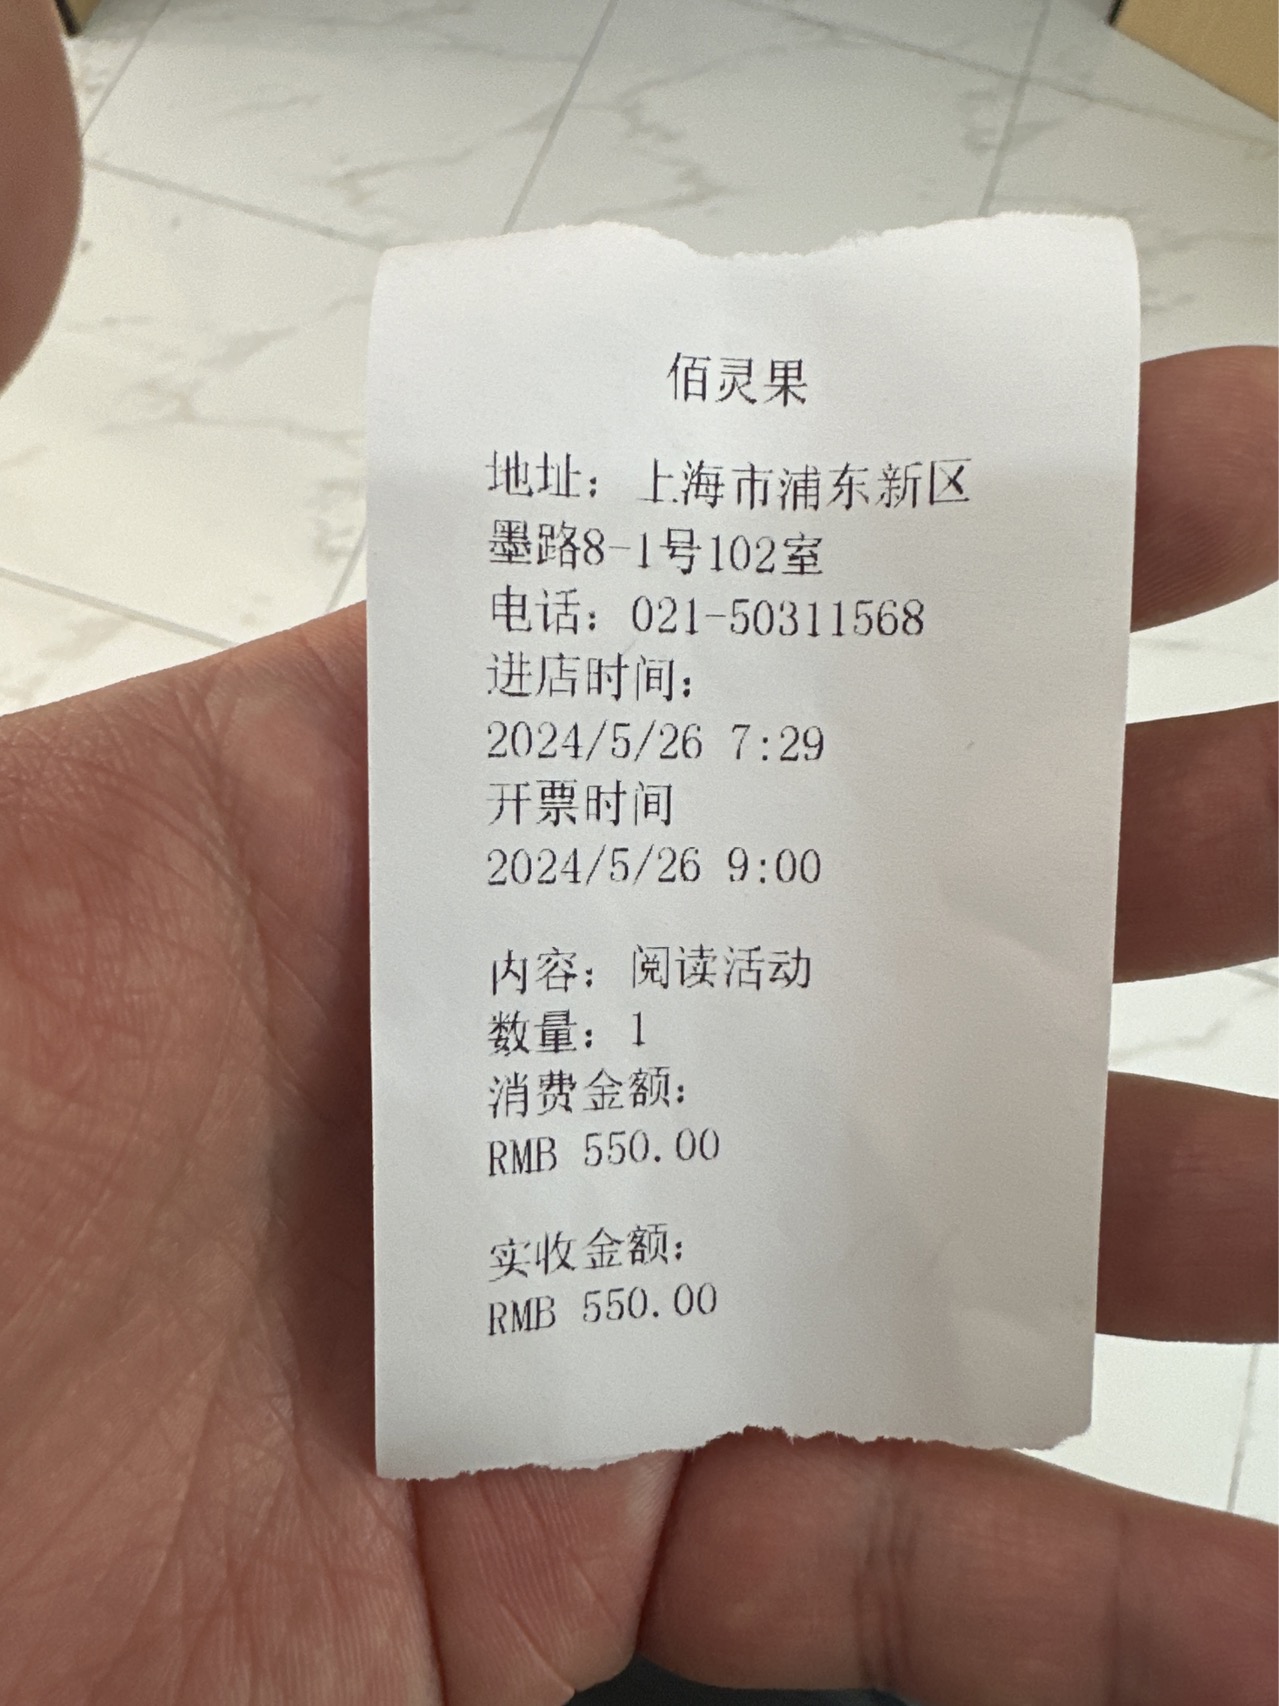 佰灵果
地址：上海市浦东新区
墨路8-1号102室
电话：021-50311568
进店时间：
2024/5/26 7:29
开票时间
2024/5/26 9:00
内容：阅读活动
数量：1
消费金额：
RMB 550.00
实收金额：
RMB 550.00